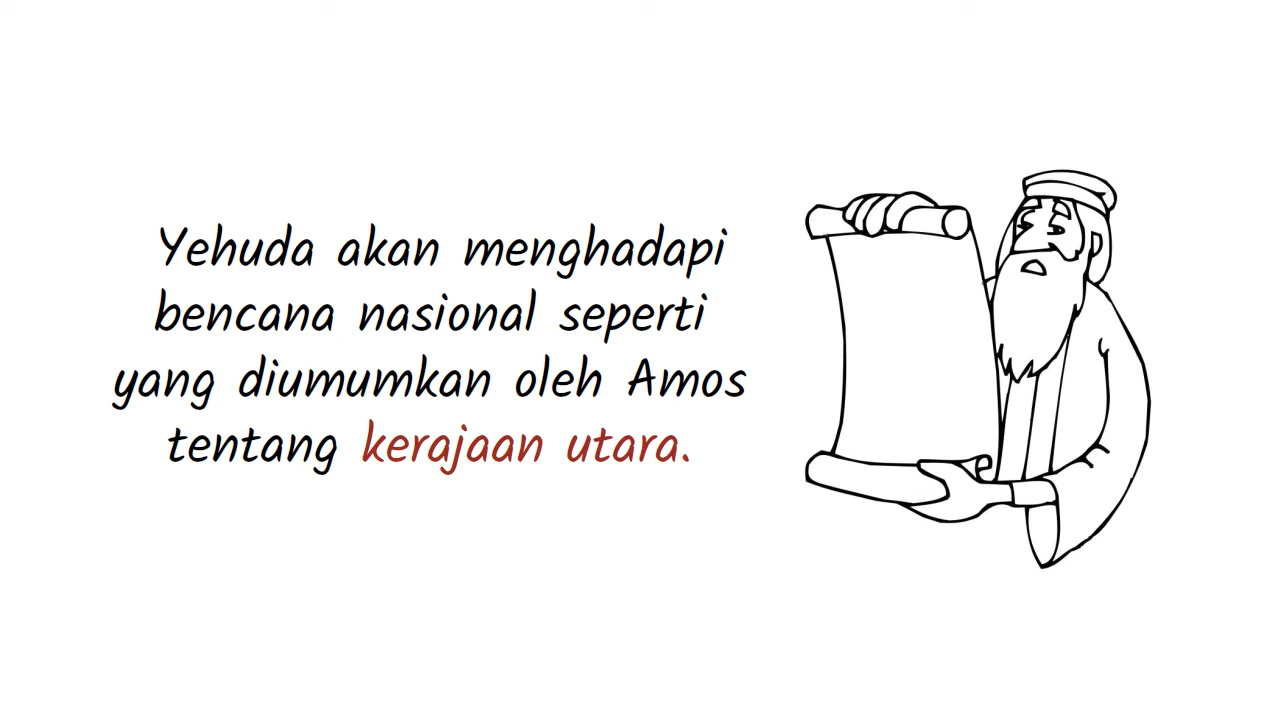 Yehuda akan menghadapi
bencana nasional seperti
yang diumumkan oleh Amos
tentang kerajaan utara.